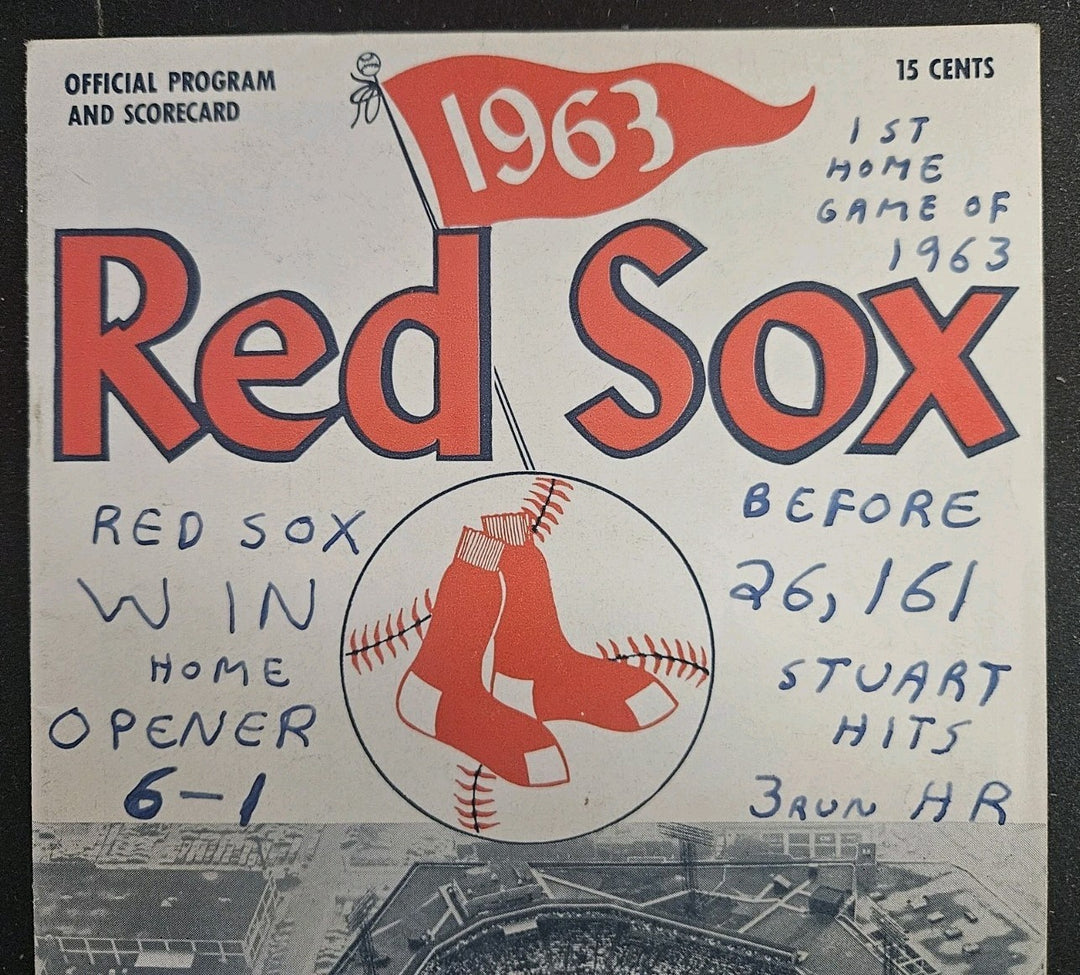 OFFICIAL PROGRAM
AND SCORECARD
15 CENTS
1963
1ST
HOME
GAME OF
1963
Red Sox
RED SOX
WIN
HOME
OPENER
6-1
BEFORE
26,161
STUART
HITS
3RUN HR